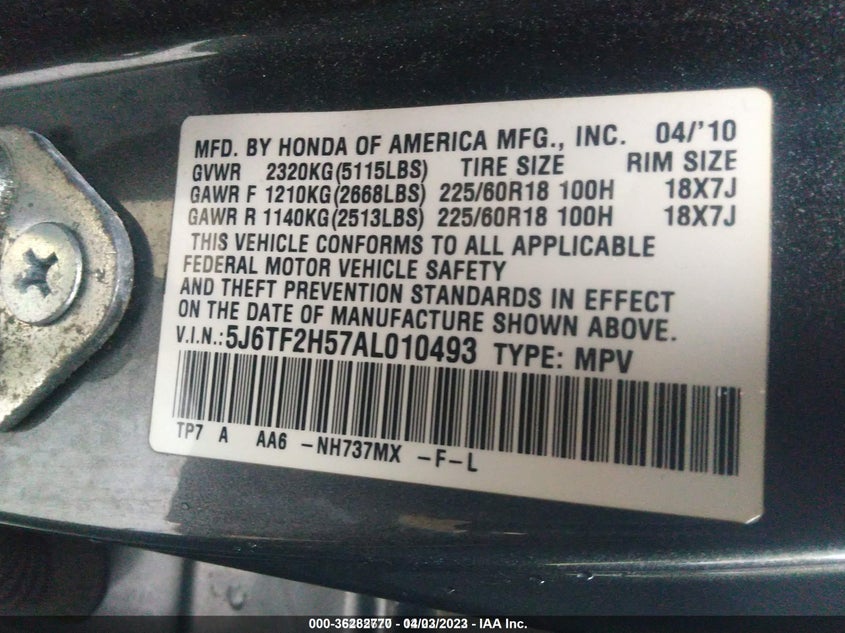 MFD. BY HONDA OF AMERICA MFG., INC. 04/'10
GVWR 2320KG(5115LBS) TIRE SIZE RIM SIZE
GAWR F 1210KG(2668LBS) 225/60R18 100H 18X7J
GAWR R 1140KG(2513LBS) 225/60R18 100H 18X7J
THIS VEHICLE CONFORMS TO ALL APPLICABLE
FEDERAL MOTOR VEHICLE SAFETY
AND THEFT PREVENTION STANDARDS IN EFFECT
ON THE DATE OF MANUFACTURE SHOWN ABOVE.
V.I.N.: 5J6TF2H57AL010493 TYPE: MPV
TP7 A AA6 -NH737MX -F-L
- IAA Inc.